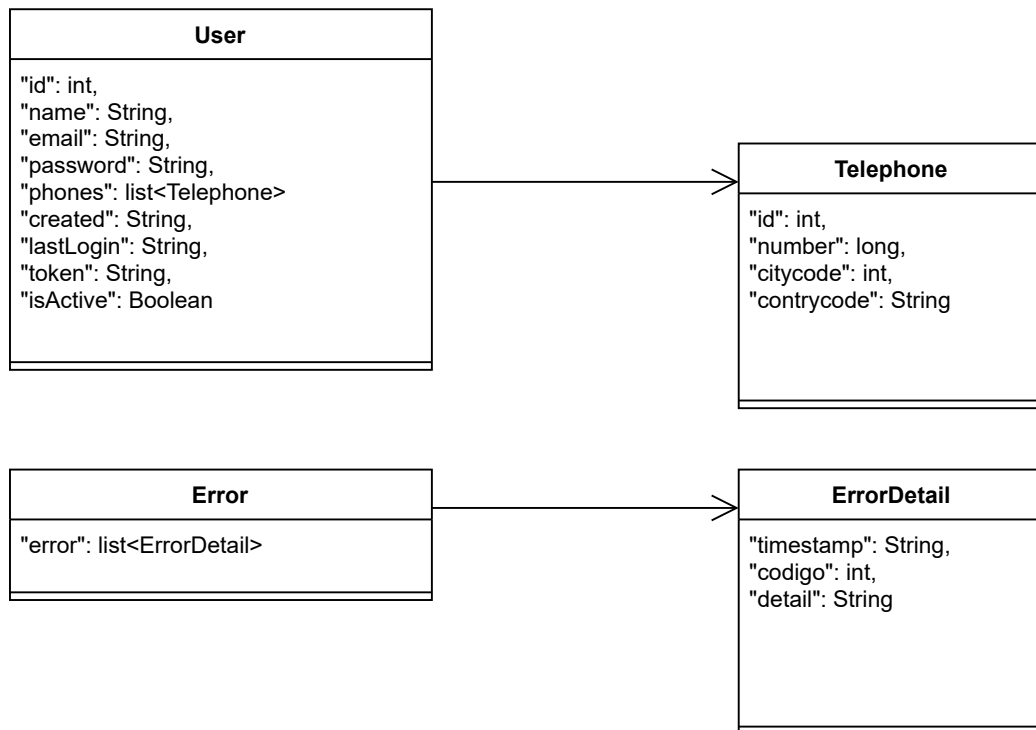 User
"id": int,
"name": String,
"email": String,
"password": String,
"phones": list<Telephone>
"created": String,
"lastLogin": String,
"token": String,
"isActive": Boolean
Telephone
"id": int,
"number": long,
"citycode": int,
"contrycode": String
Error
"error": list<ErrorDetail>
ErrorDetail
"timestamp": String,
"codigo": int,
"detail": String